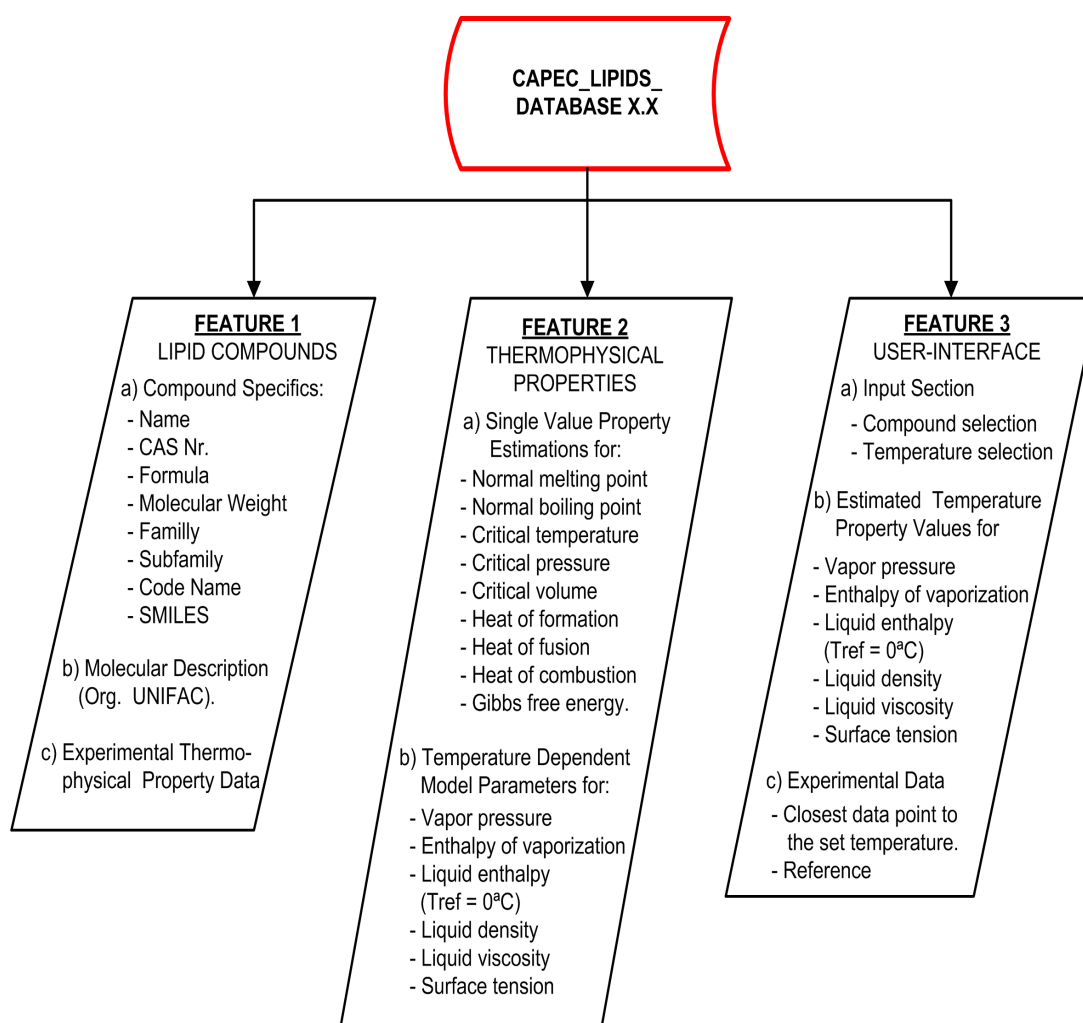 CAPEC_LIPIDS_
DATABASE X.X
FEATURE 1
LIPID COMPOUNDS
a) Compound Specifics:
- Name
- CAS Nr.
- Formula
- Molecular Weight
- Familly
- Subfamily
- Code Name
- SMILES
b) Molecular Description
(Org. UNIFAC).
c) Experimental Thermo-
physical Property Data
FEATURE 2
THERMOPHYSICAL
PROPERTIES
a) Single Value Property
Estimations for:
- Normal melting point
- Normal boiling point
- Critical temperature
- Critical pressure
- Critical volume
- Heat of formation
- Heat of fusion
- Heat of combustion
- Gibbs free energy.
b) Temperature Dependent
Model Parameters for:
- Vapor pressure
- Enthalpy of vaporization
- Liquid enthalpy
(Tref = 0ªC)
- Liquid density
- Liquid viscosity
- Surface tension
FEATURE 3
USER-INTERFACE
a) Input Section
- Compound selection
- Temperature selection
b) Estimated Temperature
Property Values for
- Vapor pressure
- Enthalpy of vaporization
- Liquid enthalpy
(Tref = 0ªC)
- Liquid density
- Liquid viscosity
- Surface tension
c) Experimental Data
- Closest data point to
the set temperature.
- Reference